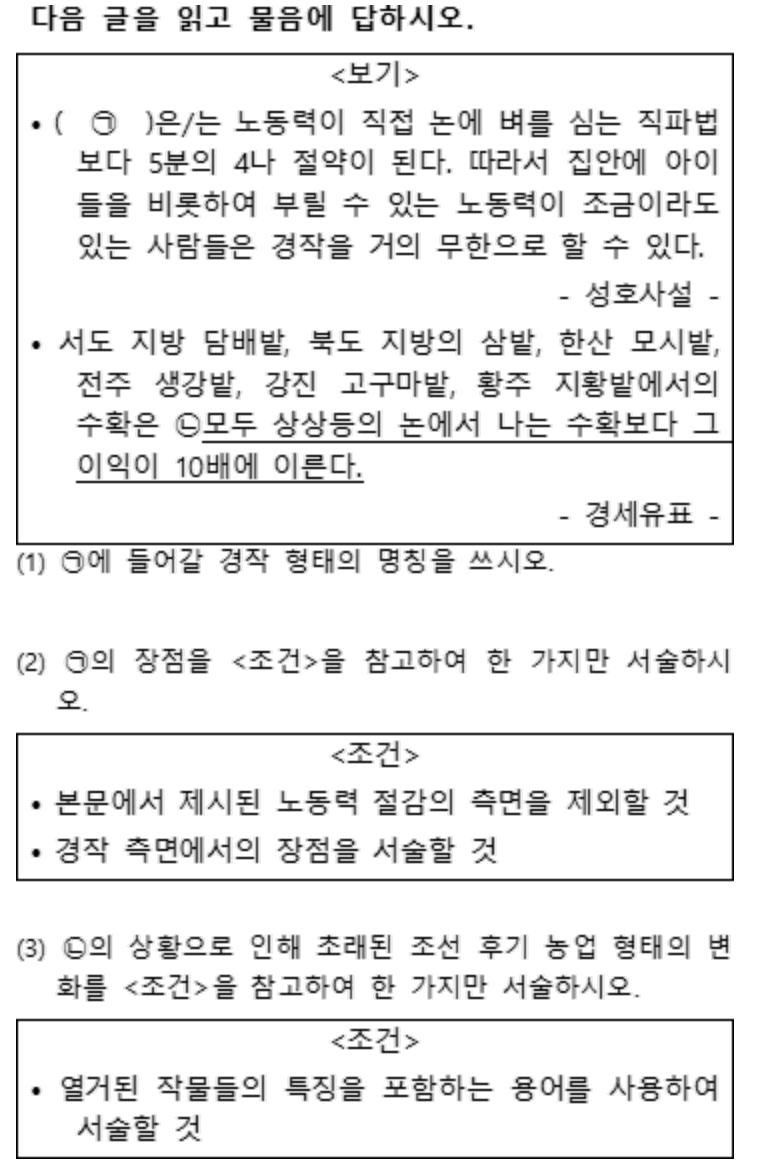 다음 글을 읽고 물음에 답하시오.
<보기>
• ( ㉠ )은/는 노동력이 직접 논에 벼를 심는 직파법
보다 5분의 4나 절약이 된다. 따라서 집안에 아이
들을 비롯하여 부릴 수 있는 노동력이 조금이라도
있는 사람들은 경작을 거의 무한으로 할 수 있다.
- 성호사설 -
• 서도 지방 담배밭, 북도 지방의 삼밭, 한산 모시밭,
전주 생강밭, 강진 고구마밭, 황주 지황밭에서의
수확은 ㉡모두 상상등의 논에서 나는 수확보다 그
이익이 10배에 이른다.
- 경세유표 -
(1) ㉠에 들어갈 경작 형태의 명칭을 쓰시오.
(2) ㉠의 장점을 <조건>을 참고하여 한 가지만 서술하시
오.
<조건>
• 본문에서 제시된 노동력 절감의 측면을 제외할 것
• 경작 측면에서의 장점을 서술할 것
(3) ㉡의 상황으로 인해 초래된 조선 후기 농업 형태의 변
화를 <조건>을 참고하여 한 가지만 서술하시오.
<조건>
• 열거된 작물들의 특징을 포함하는 용어를 사용하여
서술할 것